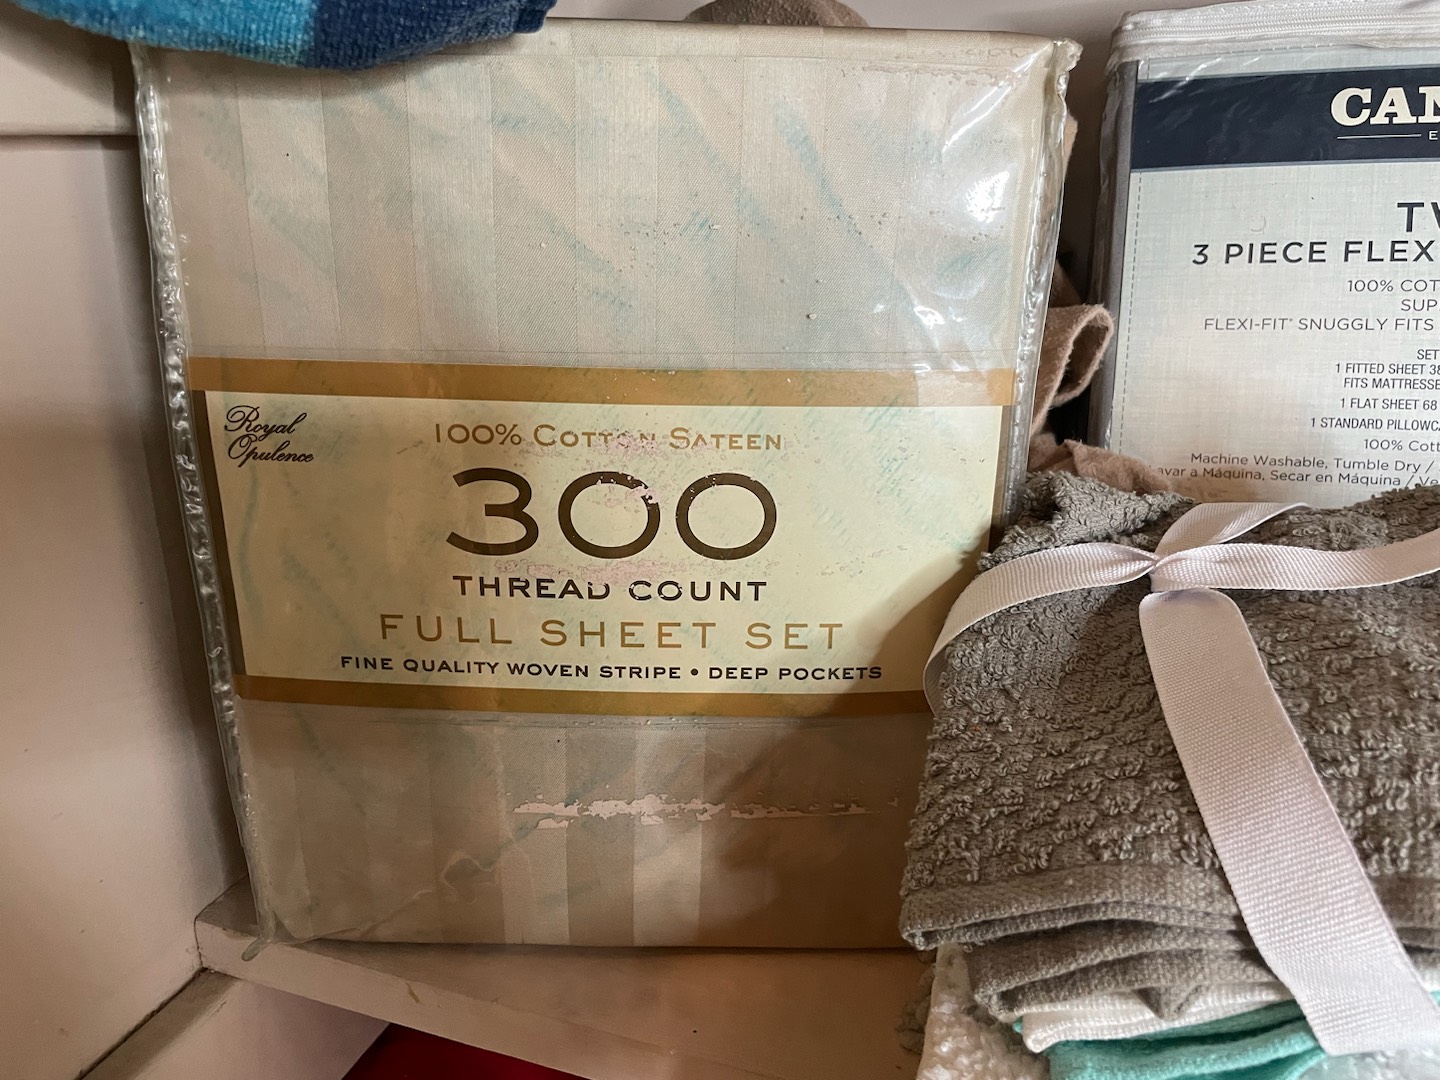 Royal
Opulence
100% COTTON SATEEN
300
THREAD COUNT
FULL SHEET SET
FINE QUALITY WOVEN STRIPE • DEEP POCKETS
3 PIECE FLEX
100% COT
SUP
FLEXI-FIT® SNUGGLY FITS
SET
1 FITTED SHEET 38
FITS MATTRESSE
1 FLAT SHEET 68
1 STANDARD PILLOWC
100% Cott
Machine Washable, Tumble Dry /
avar a Máquina, Secar en Máquina / Ve